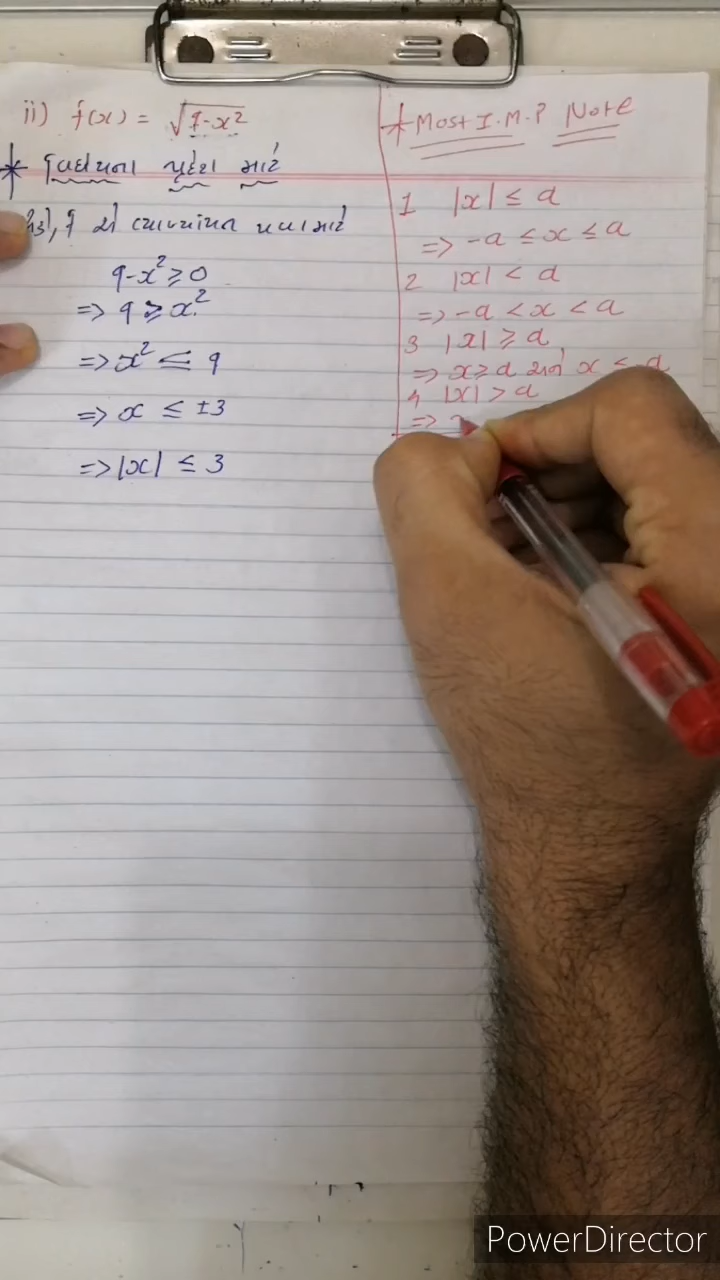 ii) f(x) = √9-x²
* વિધેયના પ્રદેશ માટે
9-x² ≥ 0
=> 9 ≥ x²
=> x² ≤ 9
=> x ≤ ±3
=> |x| ≤ 3
* Most I.M.P Note
1 |x| ≤ a
=> -a ≤ x ≤ a
2 |x| < a
=> -a < x < a
3 |x| ≥ a
=> x ≥ a અને x ≤ -a
4 |x| > a
=> x
PowerDirector